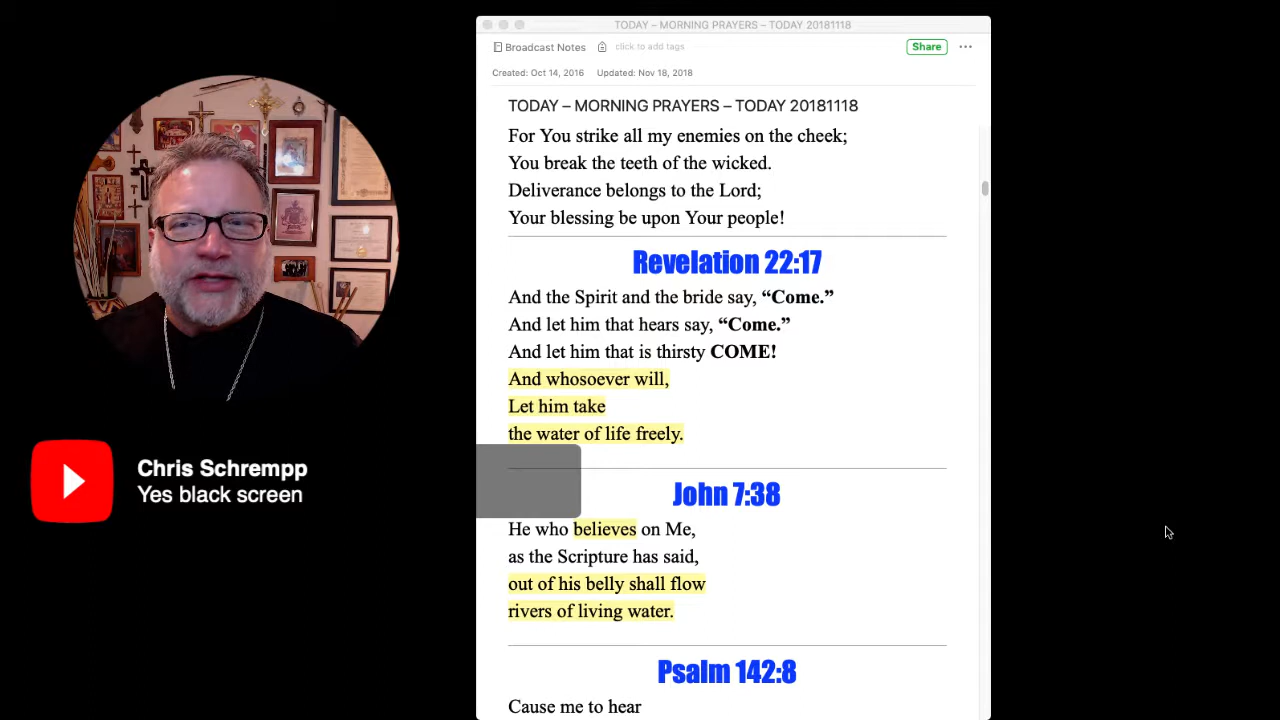 TODAY – MORNING PRAYERS – TODAY 20181118
Broadcast Notes
click to add tags
Share
Created: Oct 14, 2016 Updated: Nov 18, 2018
TODAY – MORNING PRAYERS – TODAY 20181118
For You strike all my enemies on the cheek;
You break the teeth of the wicked.
Deliverance belongs to the Lord;
Your blessing be upon Your people!
Revelation 22:17
And the Spirit and the bride say, “Come.”
And let him that hears say, “Come.”
And let him that is thirsty COME!
And whosoever will,
Let him take
the water of life freely.
John 7:38
He who believes on Me,
as the Scripture has said,
out of his belly shall flow
rivers of living water.
Psalm 142:8
Cause me to hear
Chris Schrempp
Yes black screen